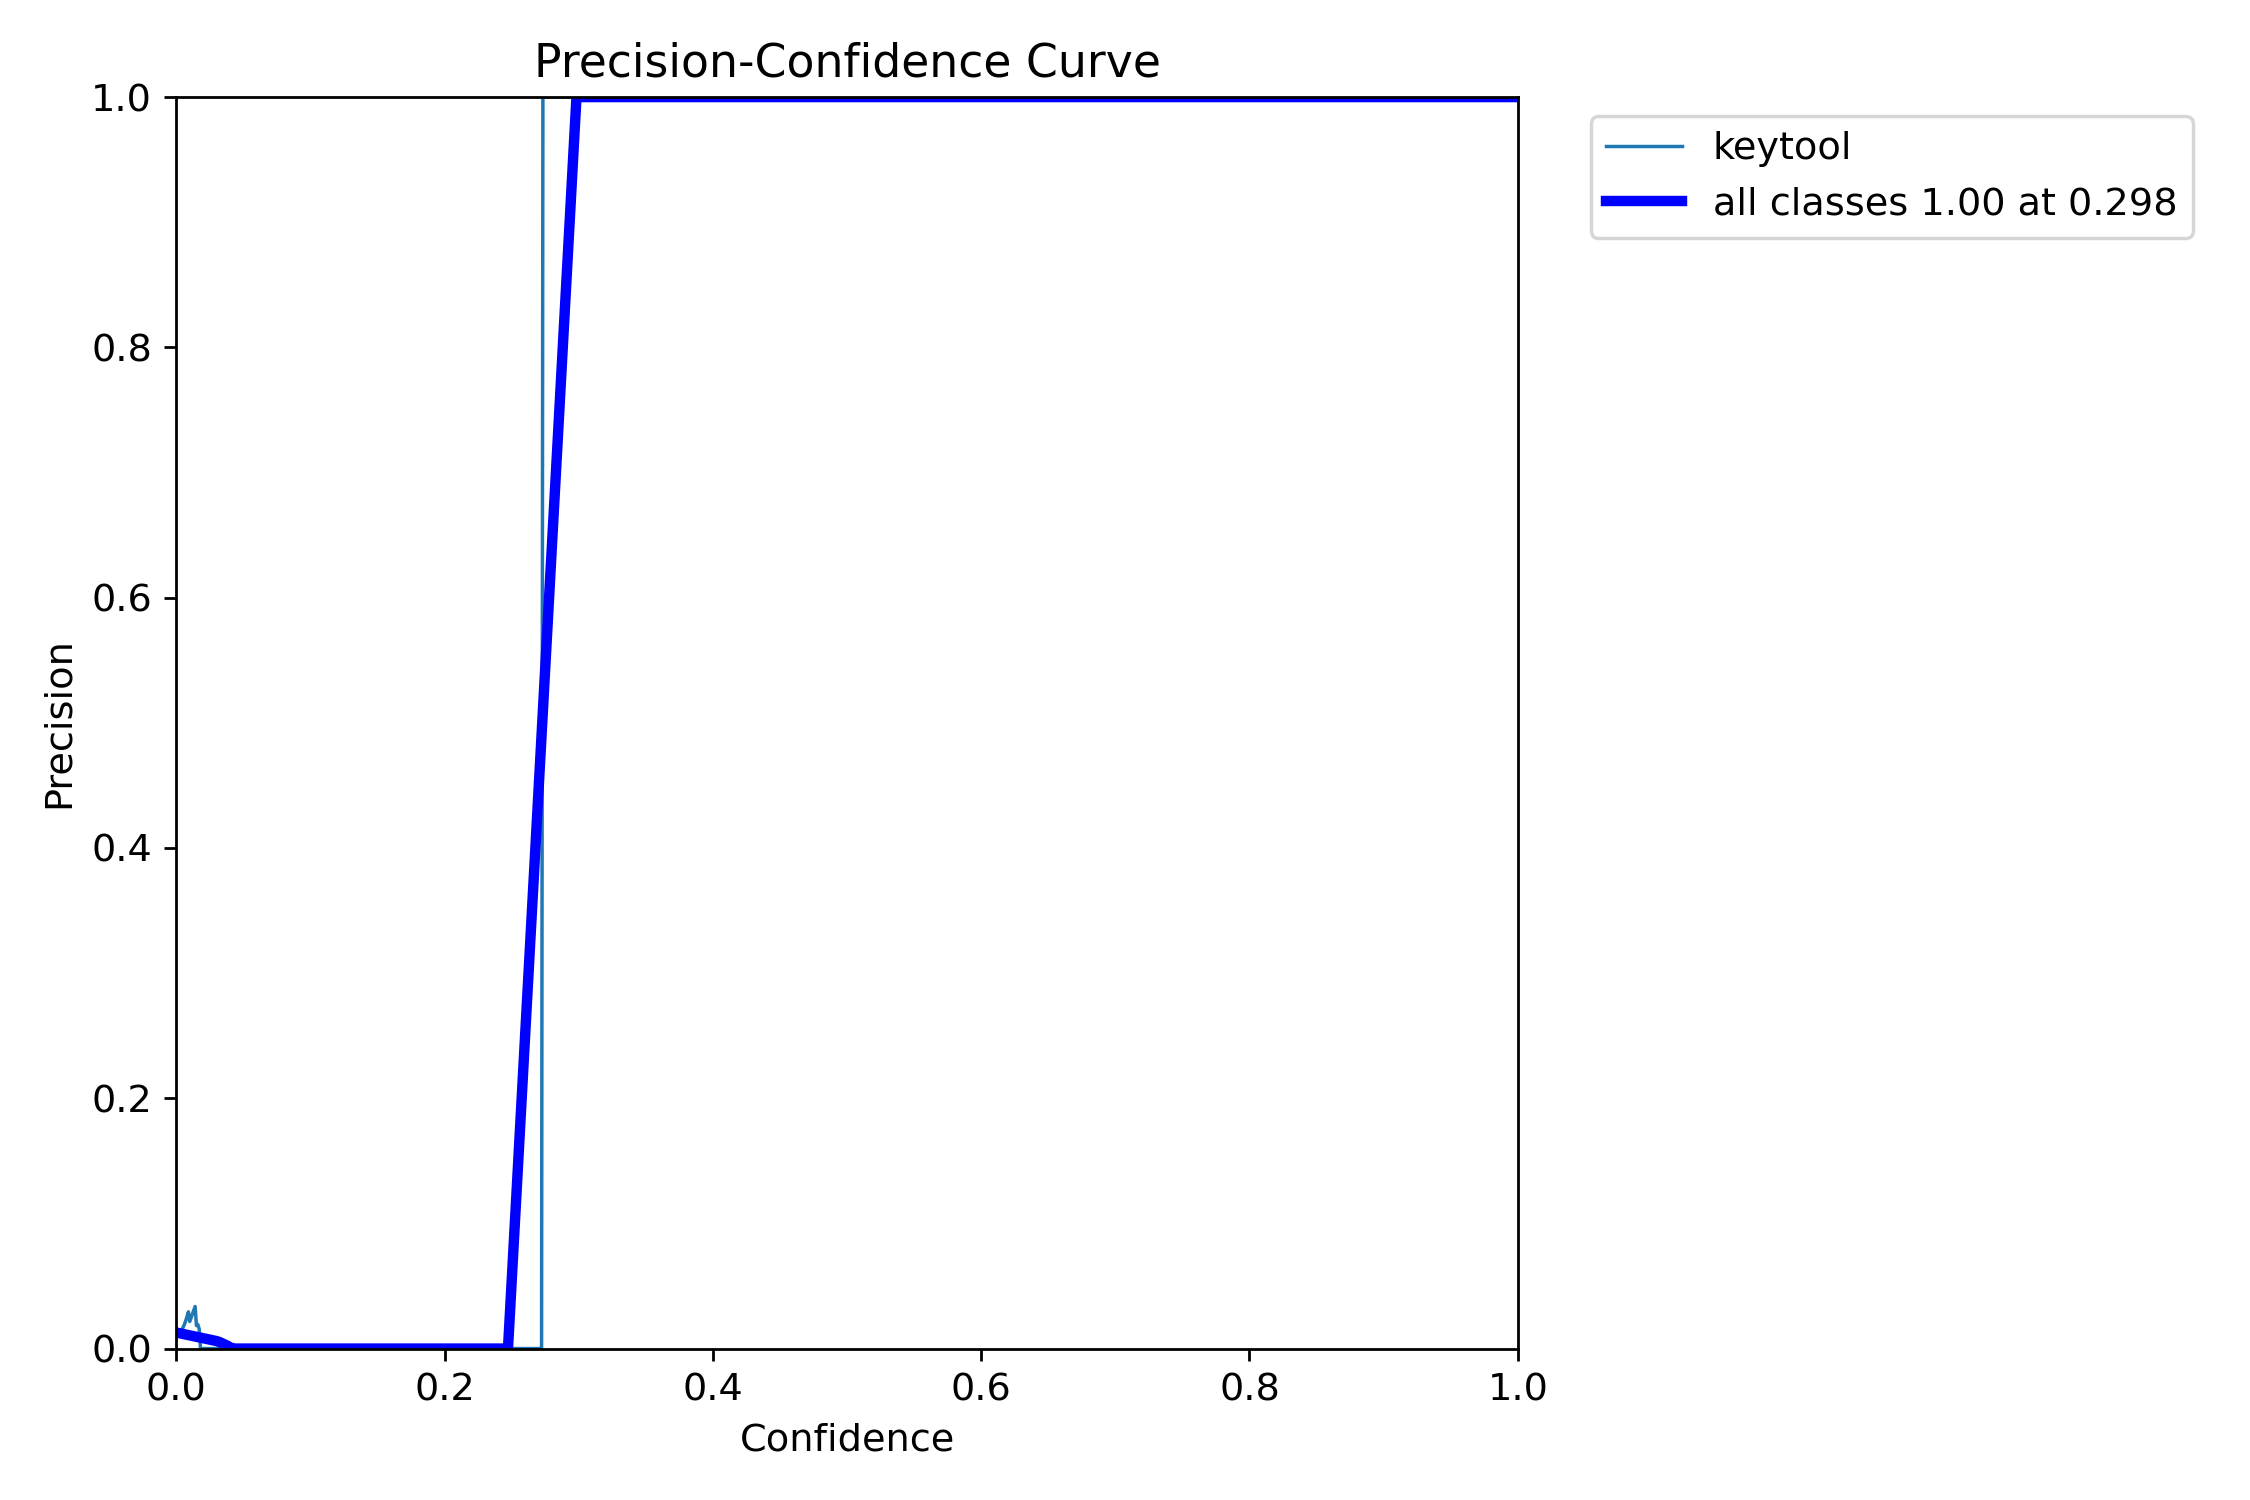 Precision-Confidence Curve
1.0
0.8
0.6
0.4
0.2
0.0
Precision
0.0 0.2 0.4 0.6 0.8 1.0
Confidence
keytool
all classes 1.00 at 0.298